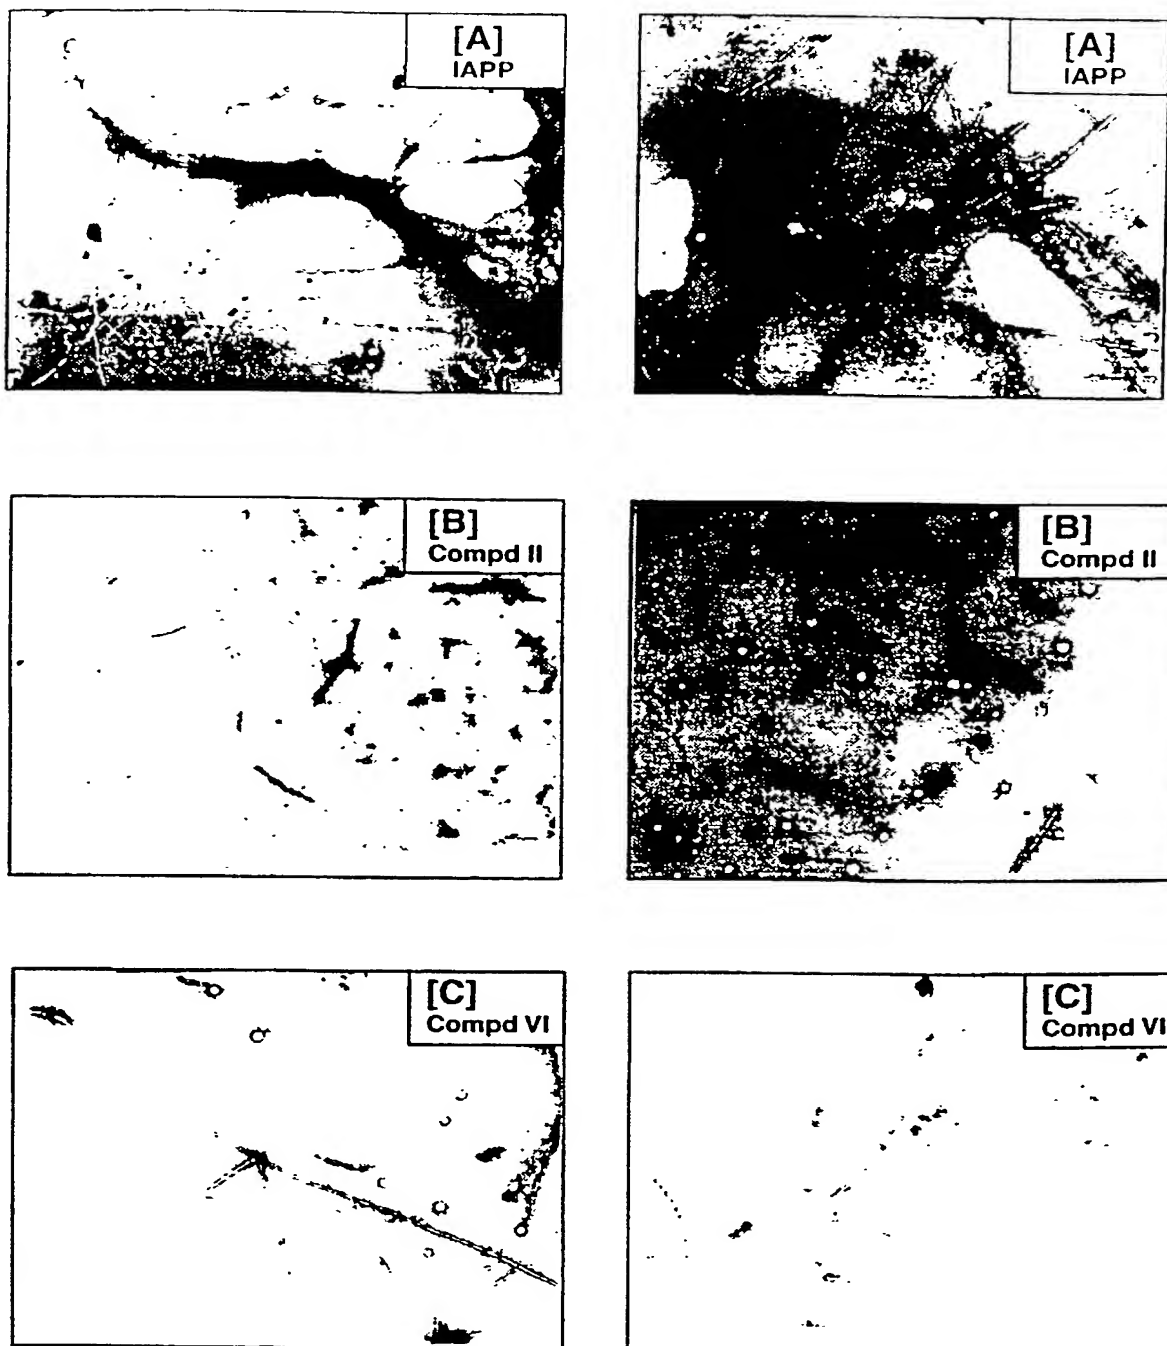 [A]
IAPP
[A]
IAPP
[B]
Compd II
[B]
Compd II
[C]
Compd VI
[C]
Compd VI